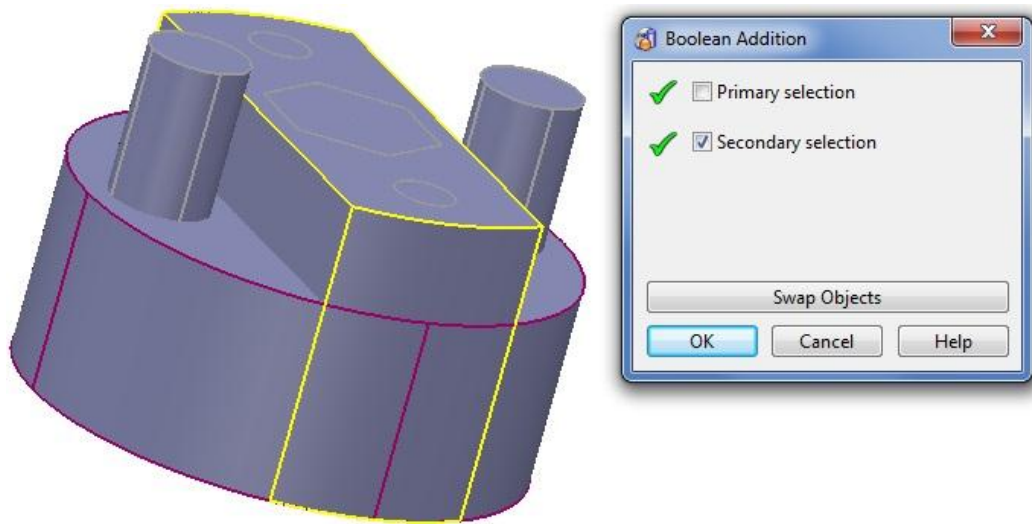 Boolean Addition
Primary selection
Secondary selection
Swap Objects
OK Cancel Help